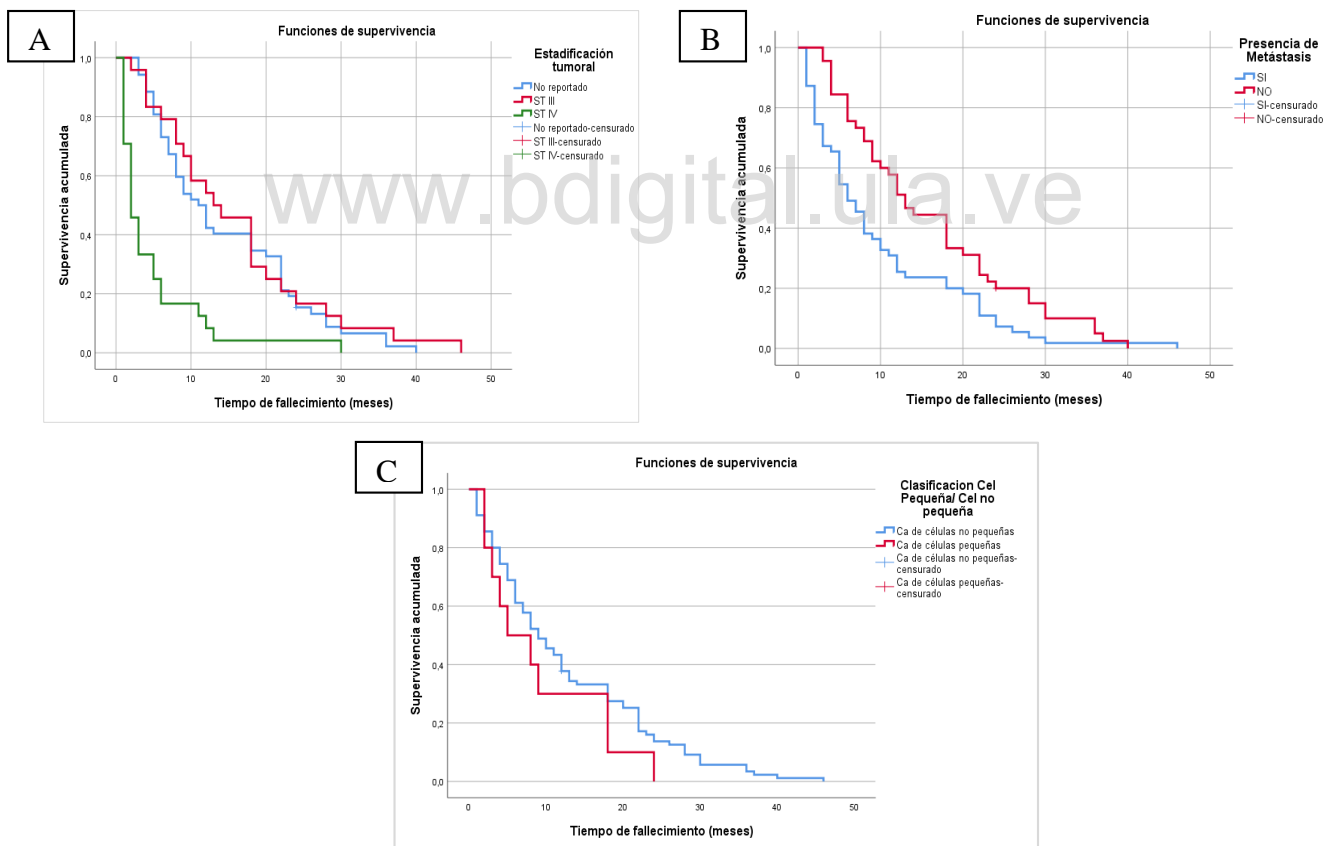 A
Funciones de supervivencia
Supervivencia acumulada
1,0
0,8
0,6
0,4
0,2
0,0
0
10
20
30
40
50
Tiempo de fallecimiento (meses)
Estadificación
tumoral
No reportado
ST III
ST IV
No reportado-censurado
ST III-censurado
ST IV-censurado
B
Funciones de supervivencia
Supervivencia acumulada
1,0
0,8
0,6
0,4
0,2
0,0
0
10
20
30
40
50
Tiempo de fallecimiento (meses)
Presencia de
Metástasis
SI
NO
SI-censurado
NO-censurado
www.bdigital.ula.ve
C
Funciones de supervivencia
Supervivencia acumulada
1,0
0,8
0,6
0,4
0,2
0,0
0
10
20
30
40
50
Tiempo de fallecimiento (meses)
Clasificacion Cel
Pequeña/ Cel no
pequeña
Ca de células no pequeñas
Ca de células pequeñas
Ca de células no pequeñas-
censurado
Ca de células pequeñas-
censurado